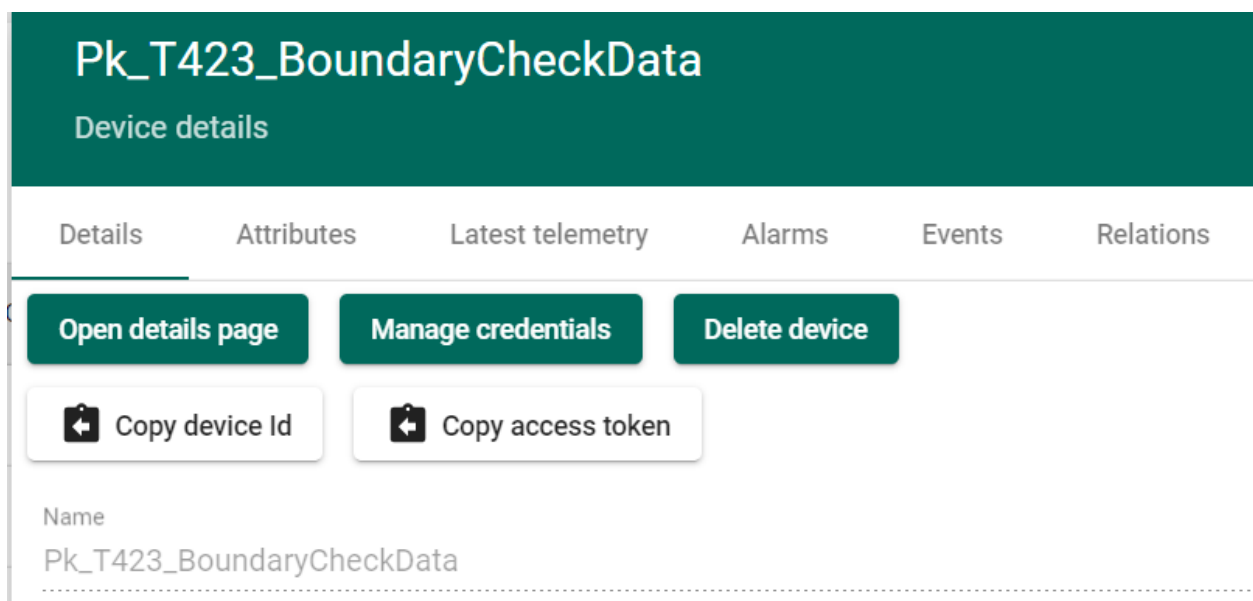 Pk_T423_BoundaryCheckData
Device details
Details Attributes Latest telemetry Alarms Events Relations
Open details page Manage credentials Delete device
Copy device Id Copy access token
Name
Pk_T423_BoundaryCheckData